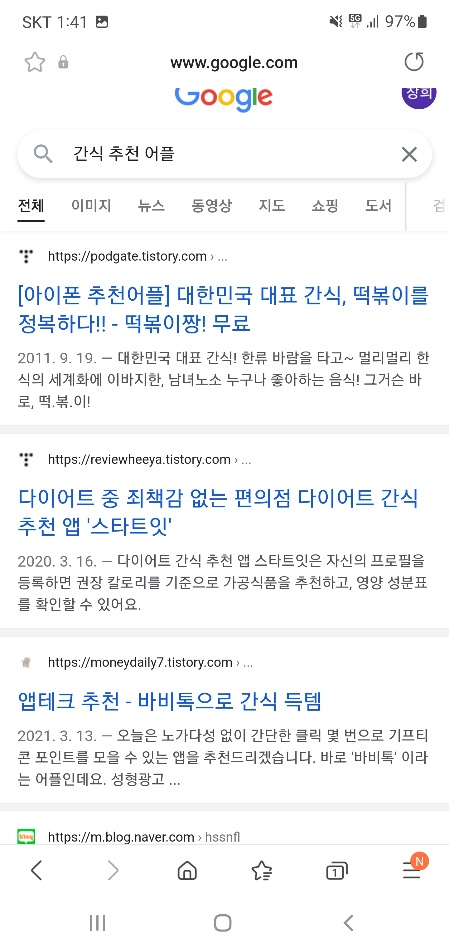 SKT 1:41
5G
97%
www.google.com
Google
창희
간식 추천 어플
전체 이미지 뉴스 동영상 지도 쇼핑 도서 검
https://podgate.tistory.com › ...
[아이폰 추천어플] 대한민국 대표 간식, 떡볶이를
정복하다!! - 떡볶이짱! 무료
2011. 9. 19. — 대한민국 대표 간식! 한류 바람을 타고~ 멀리멀리 한
식의 세계화에 이바지한, 남녀노소 누구나 좋아하는 음식! 그거슨 바
로, 떡.볶.이!
https://reviewheeya.tistory.com › ...
다이어트 중 죄책감 없는 편의점 다이어트 간식
추천 앱 '스타트잇'
2020. 3. 16. — 다이어트 간식 추천 앱 스타트잇은 자신의 프로필을
등록하면 권장 칼로리를 기준으로 가공식품을 추천하고, 영양 성분표
를 확인할 수 있어요.
https://moneydaily7.tistory.com › ...
앱테크 추천 - 바비톡으로 간식 득템
2021. 3. 13. — 오늘은 노가다성 없이 간단한 클릭 몇 번으로 기프티
콘 포인트를 모을 수 있는 앱을 추천드리겠습니다. 바로 '바비톡' 이라
는 어플인데요. 성형광고 ...
blog
https://m.blog.naver.com › hssnfl
1
N